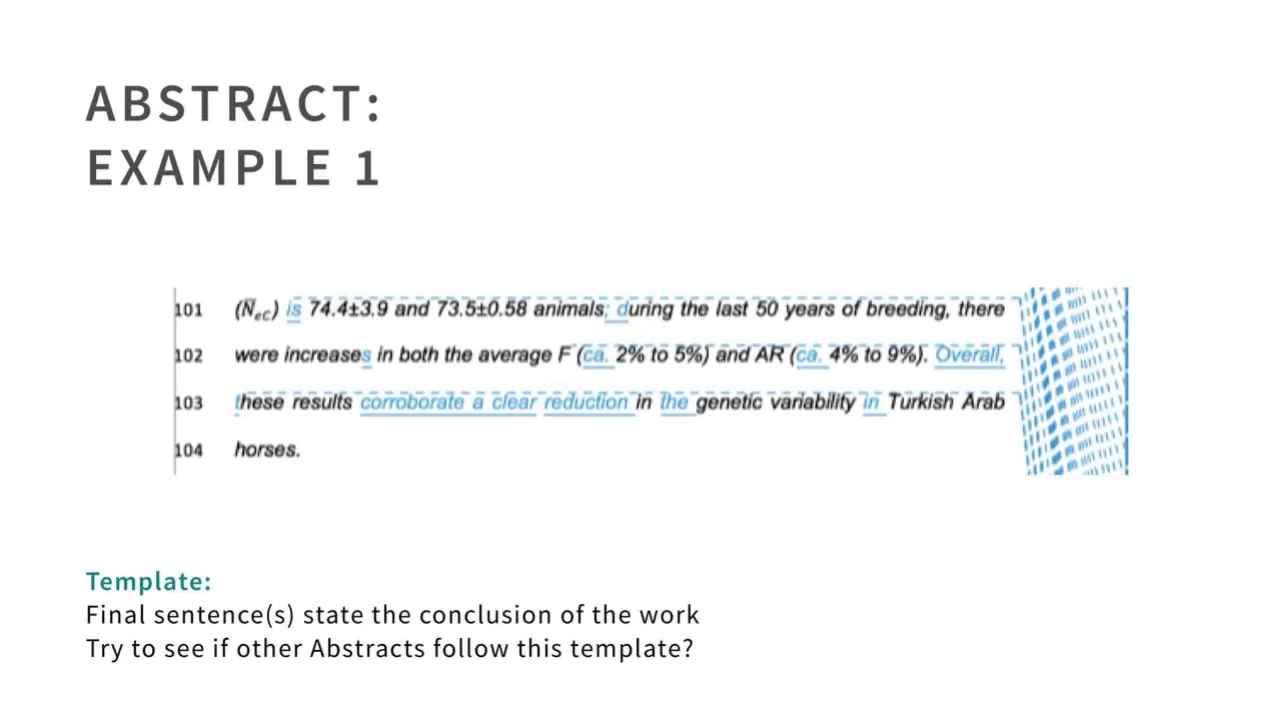 ABSTRACT:
EXAMPLE 1
101 (N̄ec) is 74.4±3.9 and 73.5±0.58 animals; during the last 50 years of breeding, there
102 were increases in both the average F (ca. 2% to 5%) and AR (ca. 4% to 9%). Overall,
103 these results corroborate a clear reduction in the genetic variability in Turkish Arab
104 horses.
Template:
Final sentence(s) state the conclusion of the work
Try to see if other Abstracts follow this template?